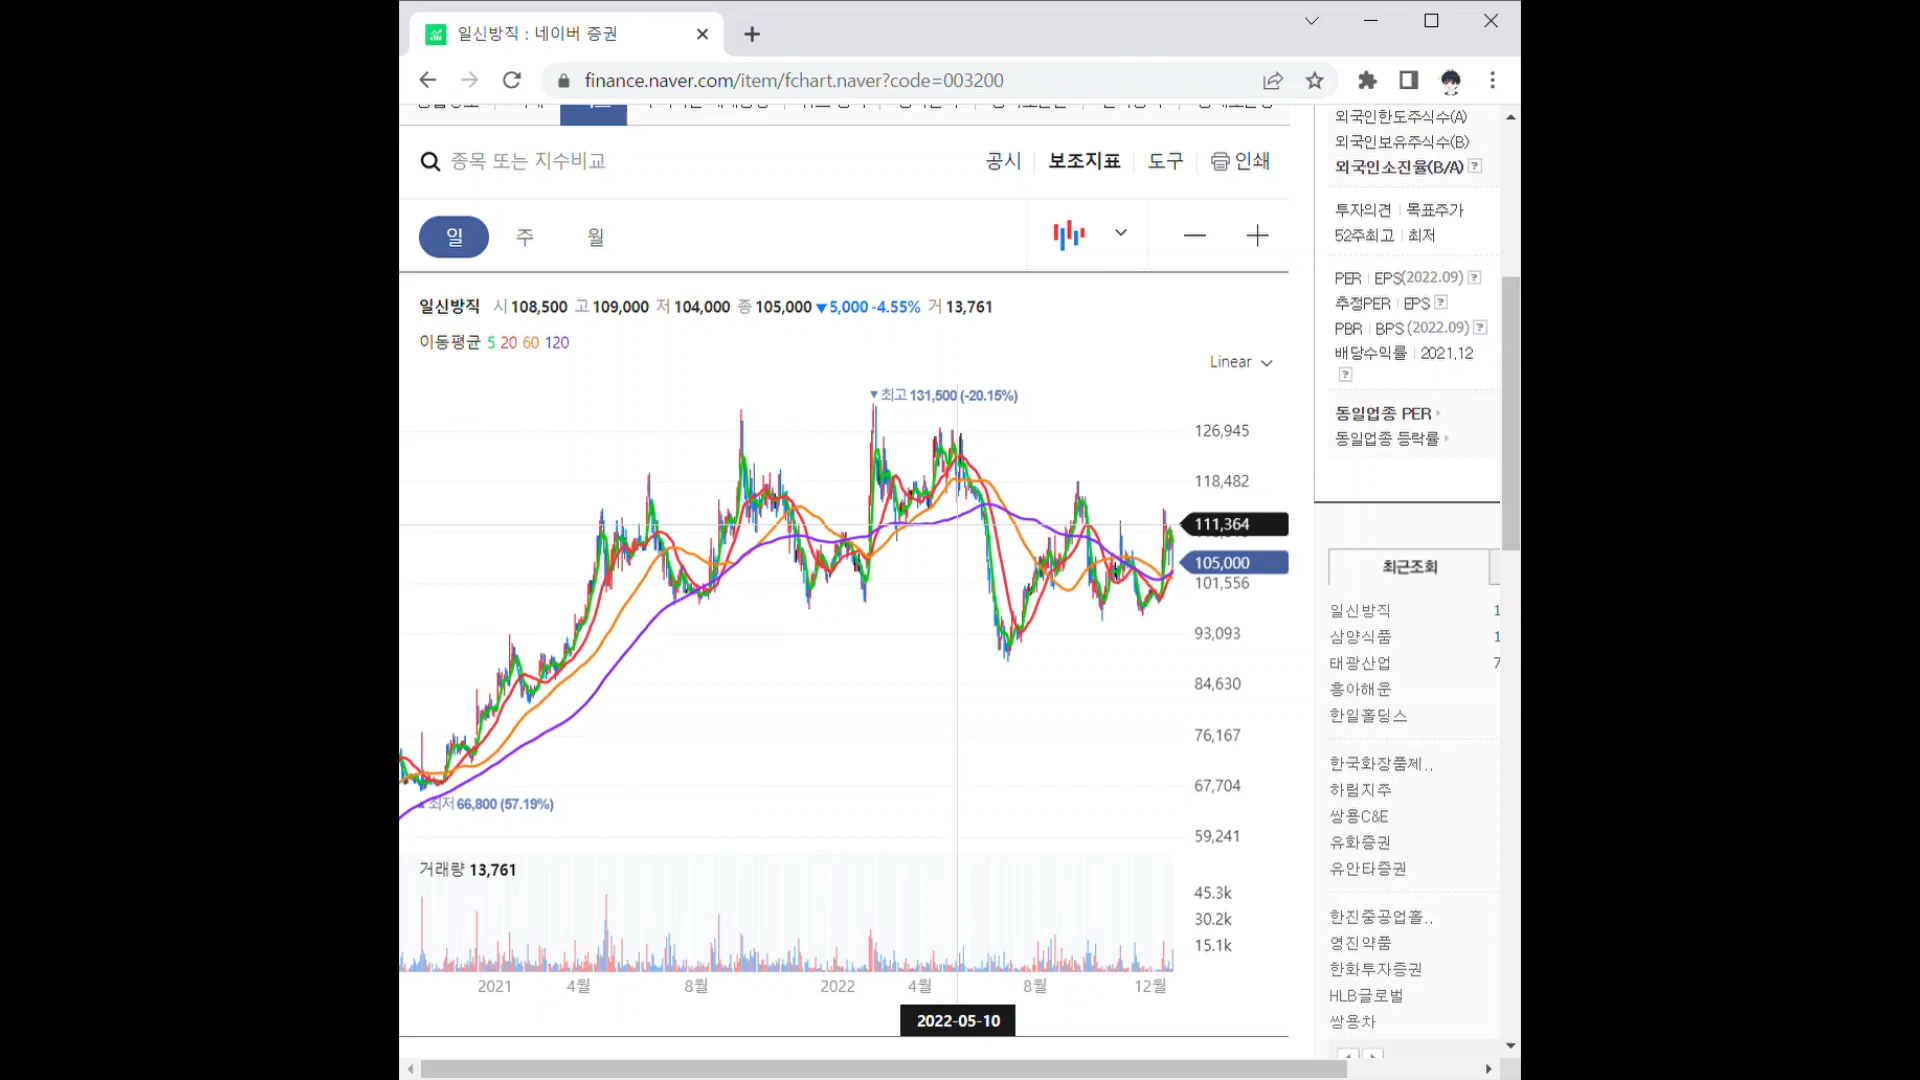 일신방직 : 네이버 증권
finance.naver.com/item/fchart.naver?code=003200
종목 또는 지수비교
공시 보조지표 도구 인쇄
일 주 월
일신방직 시 108,500 고 109,000 저 104,000 종 105,000 ▼5,000 -4.55% 거 13,761
이동평균 5 20 60 120
Linear
▼최고 131,500 (-20.15%)
126,945
118,482
111,364
105,000
101,556
93,093
84,630
76,167
67,704
59,241
최저 66,800 (57.19%)
거래량 13,761
45.3k
30.2k
15.1k
2021 4월 8월 2022 4월 8월 12월
2022-05-10
외국인한도주식수(A)
외국인보유주식수(B)
외국인소진율(B/A) ?
투자의견 | 목표주가
52주최고 | 최저
PER | EPS(2022.09) ?
추정PER | EPS ?
PBR | BPS (2022.09) ?
배당수익률 | 2021.12
?
동일업종 PER
동일업종 등락률
최근조회
일신방직 1
삼양식품 1
태광산업 7
흥아해운
한일홀딩스
한국화장품제..
하림지주
쌍용C&E
유화증권
유안타증권
한진중공업홀..
영진약품
한화투자증권
HLB글로벌
쌍용차